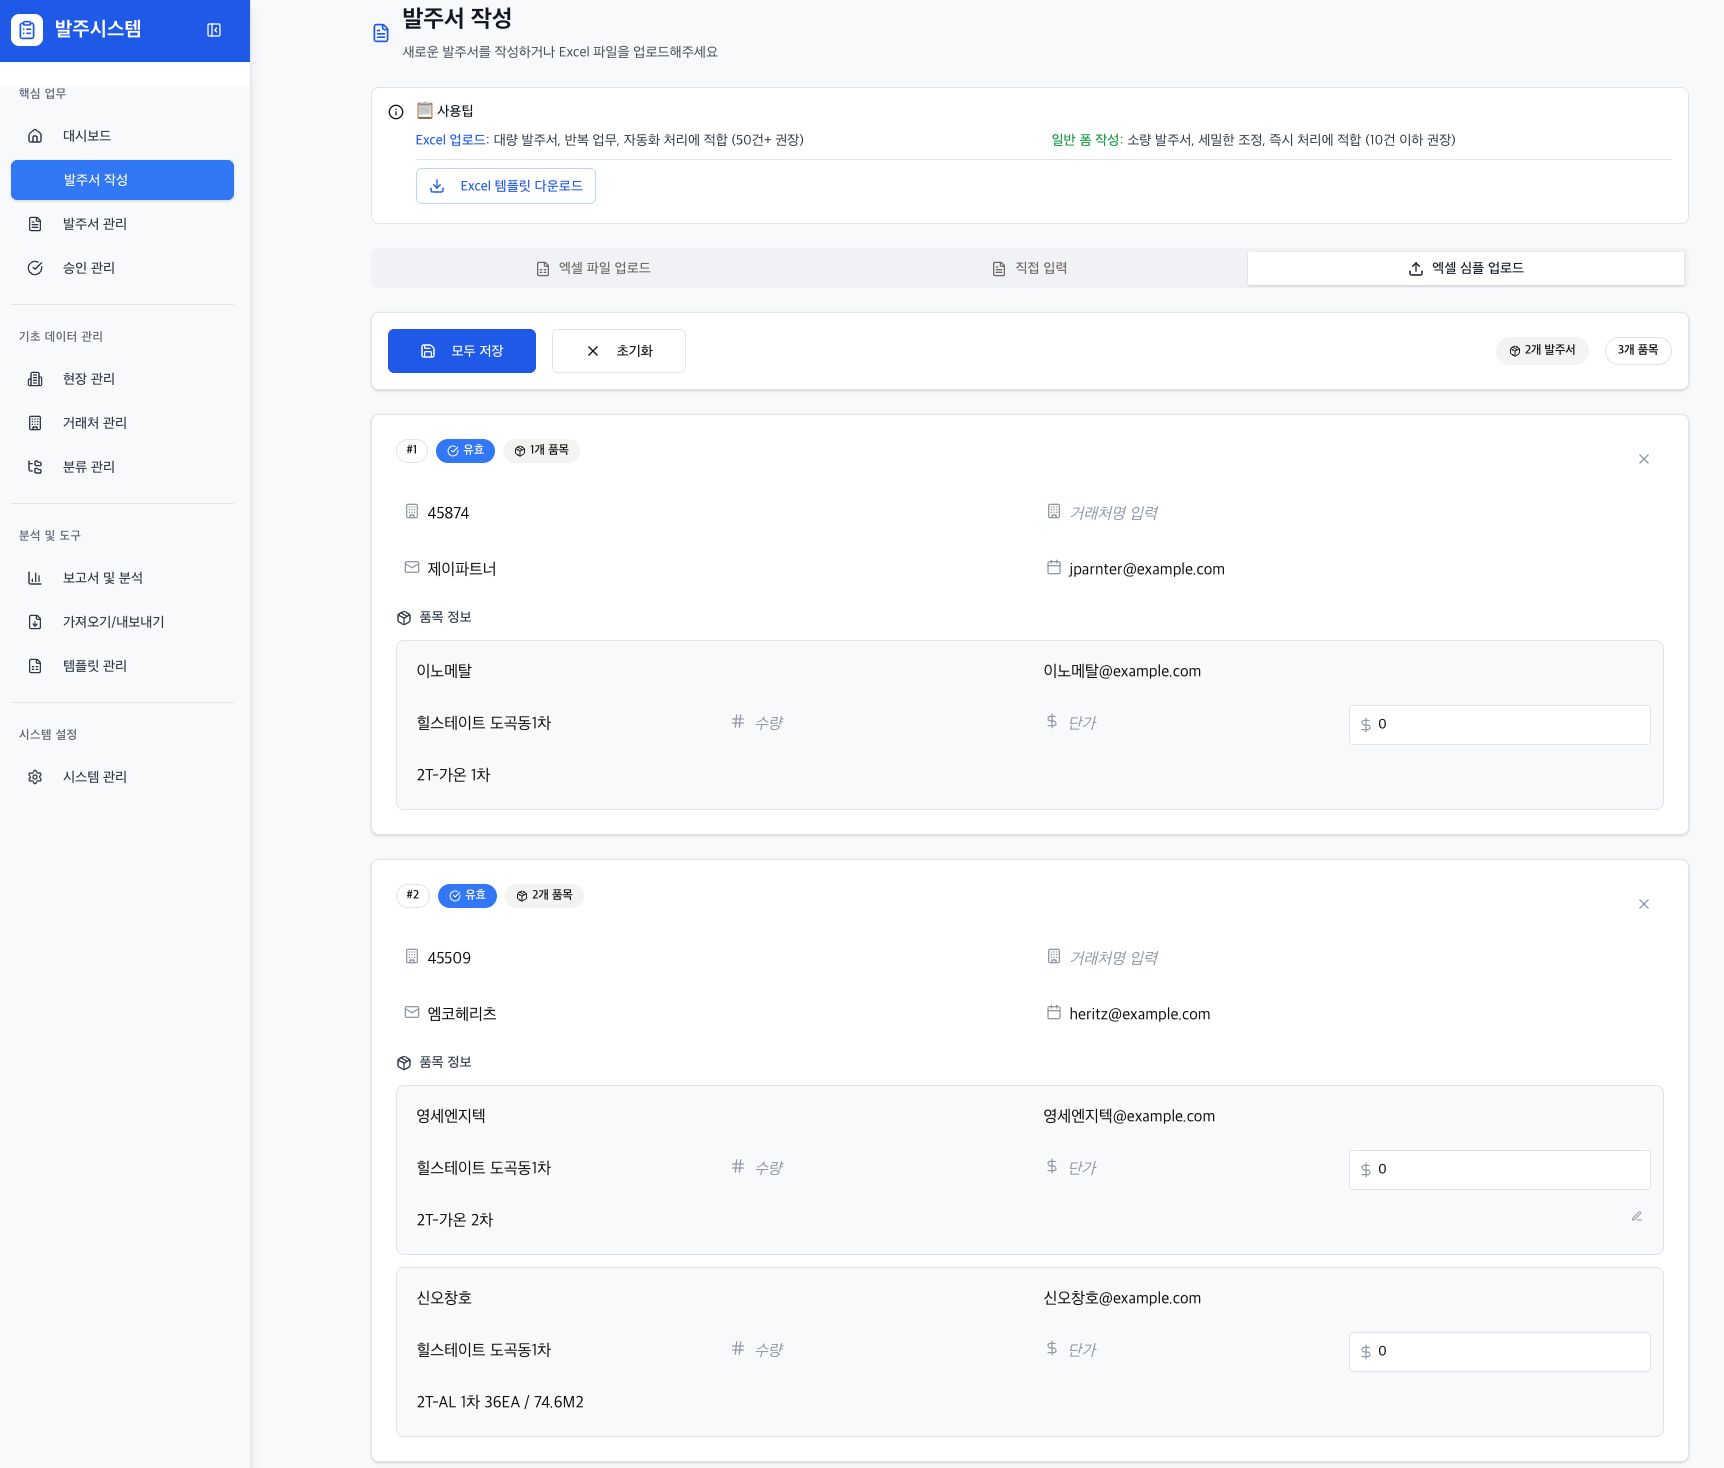 발주시스템
핵심 업무
대시보드
발주서 작성
발주서 관리
승인 관리
기초 데이터 관리
현장 관리
거래처 관리
분류 관리
분석 및 도구
보고서 및 분석
가져오기/내보내기
템플릿 관리
시스템 설정
시스템 관리
발주서 작성
새로운 발주서를 작성하거나 Excel 파일을 업로드해주세요
사용팁
Excel 업로드: 대량 발주서, 반복 업무, 자동화 처리에 적합 (50건+ 권장)
일반 폼 작성: 소량 발주서, 세밀한 조정, 즉시 처리에 적합 (10건 이하 권장)
Excel 템플릿 다운로드
엑셀 파일 업로드
직접 입력
엑셀 심플 업로드
모두 저장
초기화
2개 발주서
3개 품목
#1 유효 1개 품목
45874
거래처명 입력
제이파트너
jparnter@example.com
품목 정보
이노메탈
이노메탈@example.com
힐스테이트 도곡동1차
# 수량
$ 단가
$ 0
2T-가온 1차
#2 유효 2개 품목
45509
거래처명 입력
엠코헤리츠
heritz@example.com
품목 정보
영세엔지텍
영세엔지텍@example.com
힐스테이트 도곡동1차
# 수량
$ 단가
$ 0
2T-가온 2차
신오창호
신오창호@example.com
힐스테이트 도곡동1차
# 수량
$ 단가
$ 0
2T-AL 1차 36EA / 74.6M2